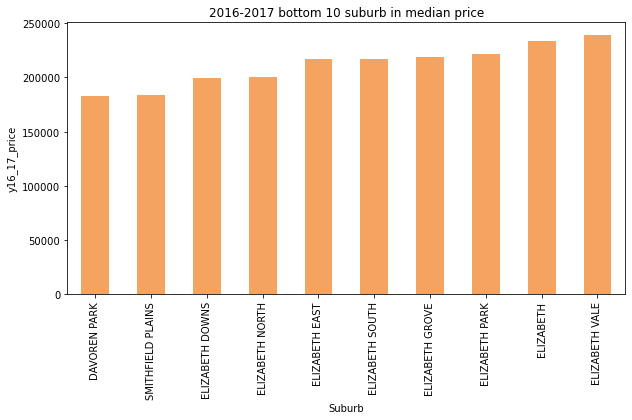 2016-2017 bottom 10 suburb in median price
250000
200000
150000
100000
50000
0
y16_17_price
DAVOREN PARK
SMITHFIELD PLAINS
ELIZABETH DOWNS
ELIZABETH NORTH
ELIZABETH EAST
ELIZABETH SOUTH
ELIZABETH GROVE
ELIZABETH PARK
ELIZABETH
ELIZABETH VALE
Suburb